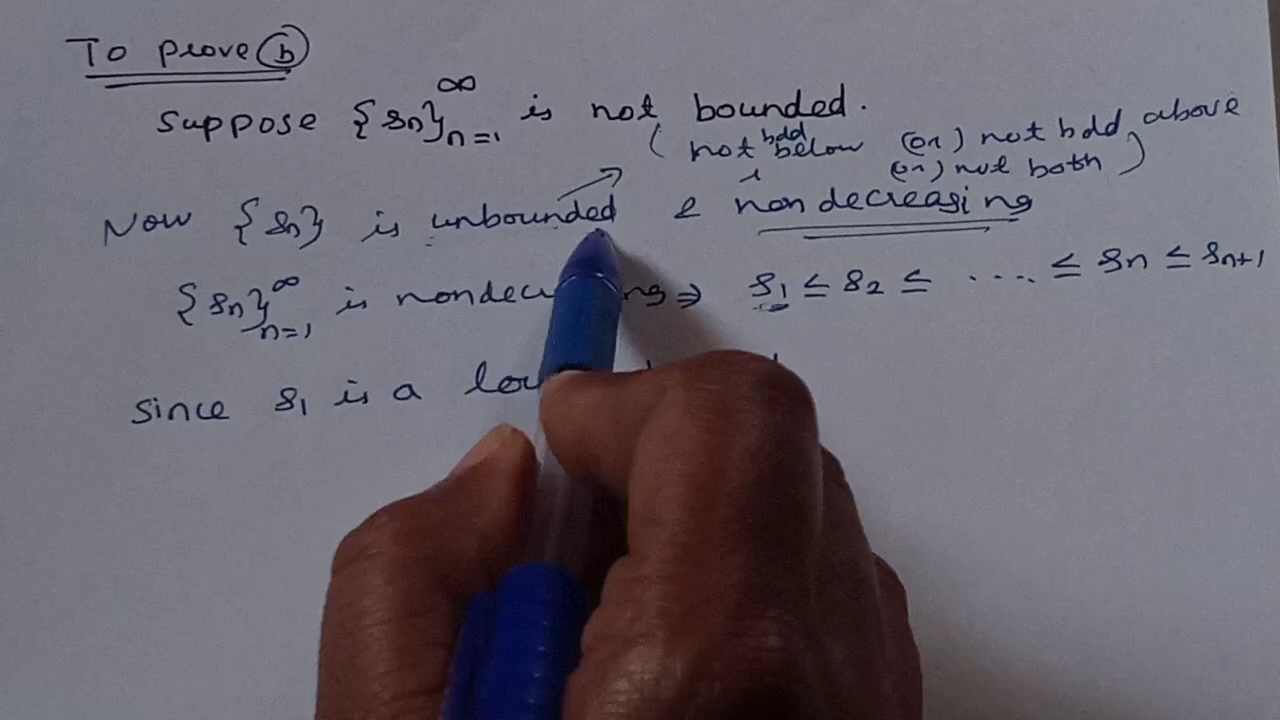 To prove (b)
Suppose {sn}∞n=1 is not bounded.
(not bdd below (or) not bdd above
(or) not both)
Now {sn} is unbounded & nondecreasing
{sn}∞n=1 is nondec ng ⇒ s1 ≤ s2 ≤ .... ≤ sn ≤ sn+1
Since s1 is a